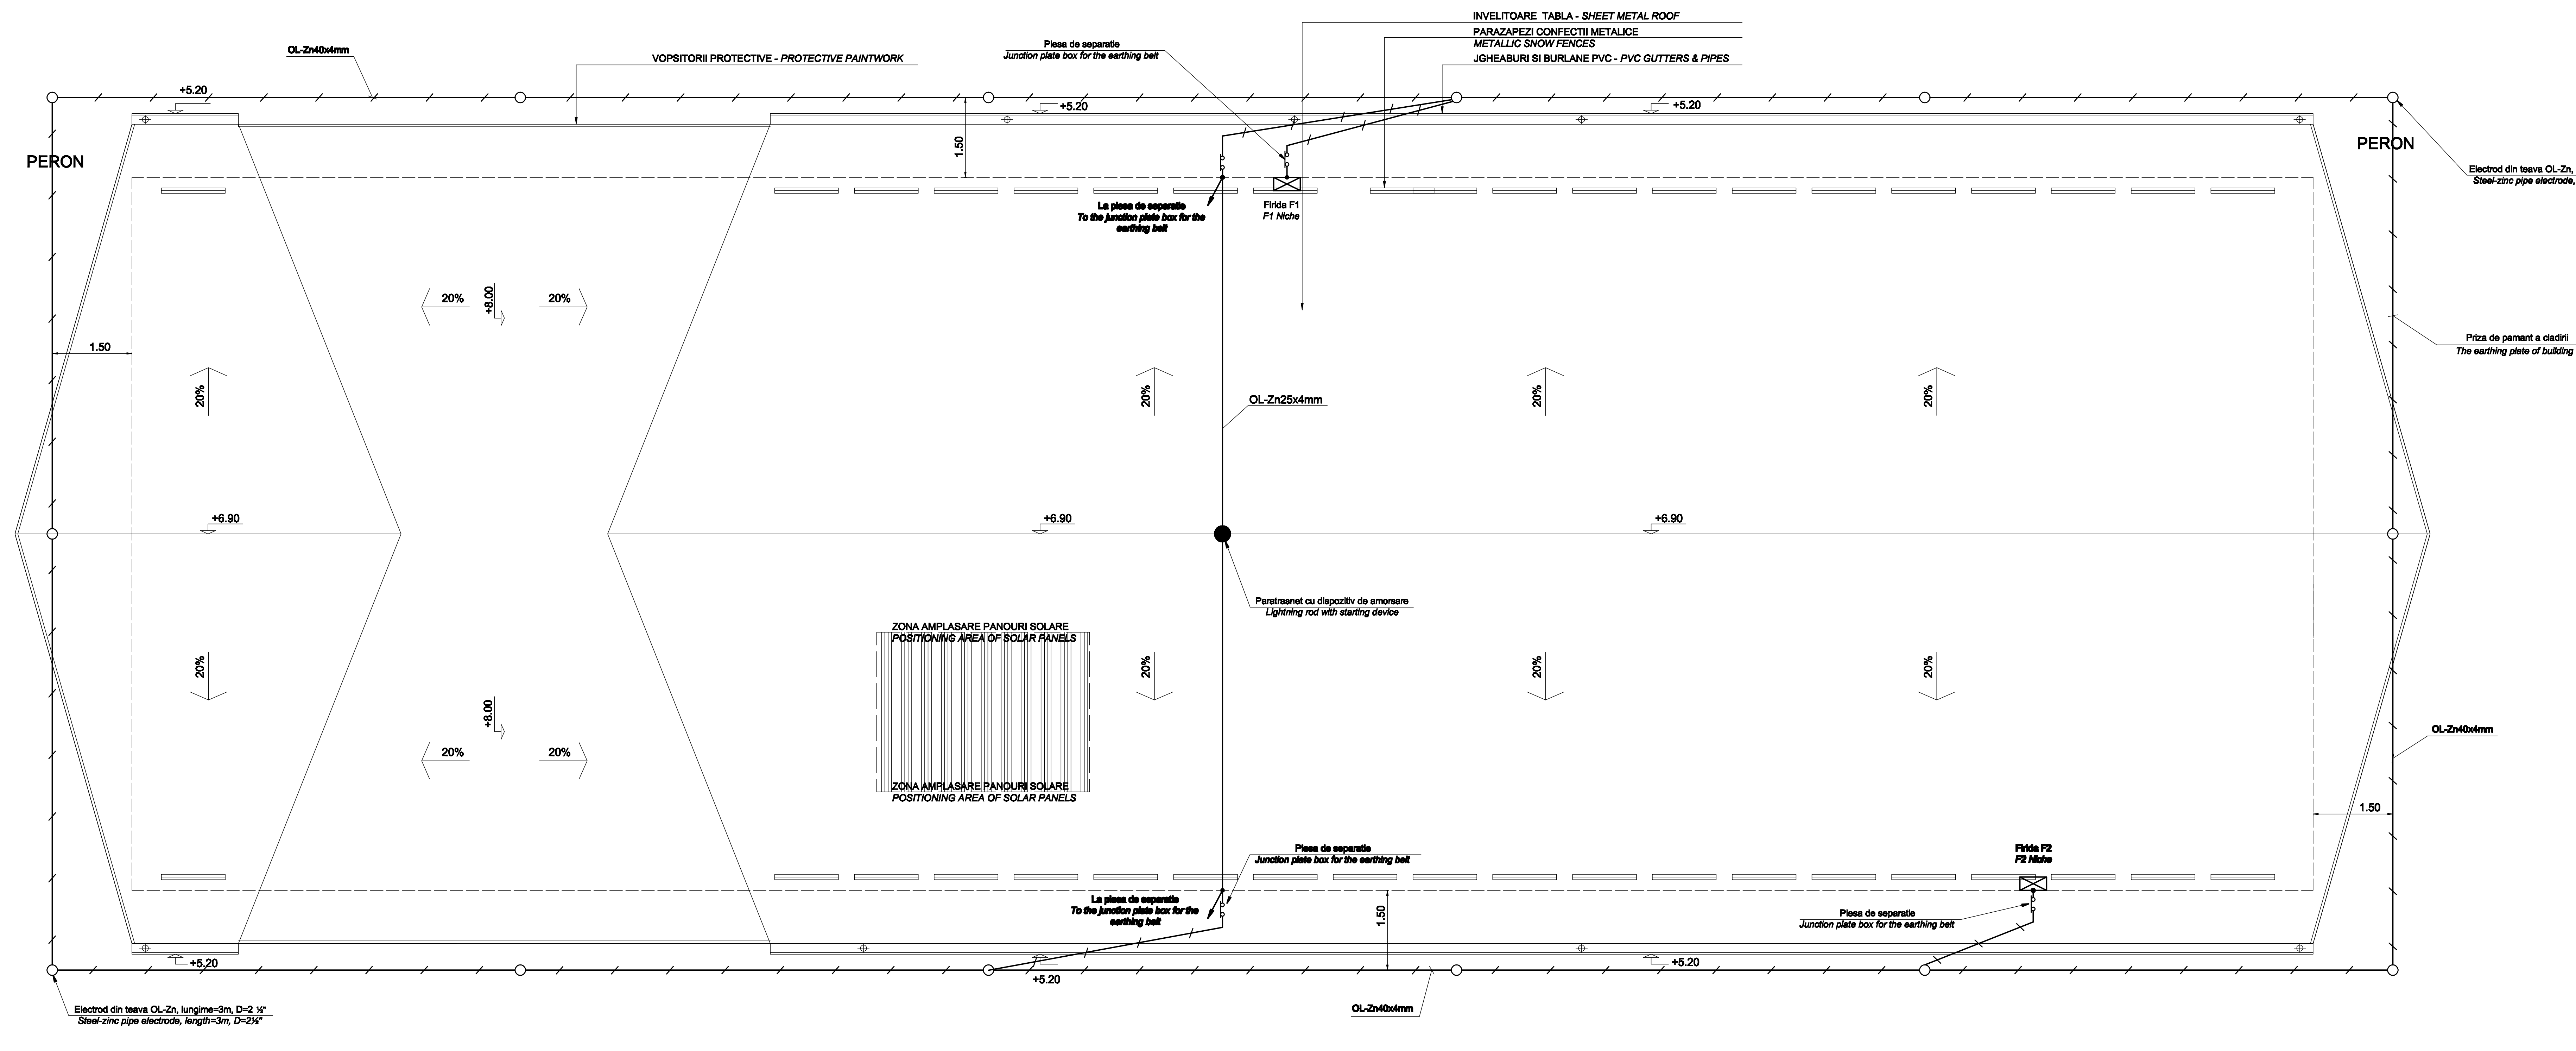 INVELITOARE TABLA - SHEET METAL ROOF
PARAZAPEZI CONFECTII METALICE
METALLIC SNOW FENCES
JGHEABURI SI BURLANE PVC - PVC GUTTERS & PIPES
Piesa de separatie
Junction plate box for the earthing belt
OL-Zn40x4mm
VOPSITORII PROTECTIVE - PROTECTIVE PAINTWORK
+5.20
+5.20
+5.20
1.50
PERON
PERON
Electrod din teava OL-Zn,
Steel-zinc pipe electrode,
La piesa de separatie
To the junction plate box for the
earthing belt
Firida F1
F1 Niche
20%
+8.00
20%
Priza de pamant a cladirii
The earthing plate of building
1.50
20%
20%
20%
20%
OL-Zn25x4mm
+6.90
+6.90
+6.90
Paratrasnet cu dispozitiv de amorsare
Lightning rod with starting device
ZONA AMPLASARE PANOURI SOLARE
POSITIONING AREA OF SOLAR PANELS
20%
20%
20%
20%
+8.00
20%
20%
OL-Zn40x4mm
ZONA AMPLASARE PANOURI SOLARE
POSITIONING AREA OF SOLAR PANELS
1.50
Piesa de separatie
Junction plate box for the earthing belt
Firida F2
F2 Niche
La piesa de separatie
To the junction plate box for the
earthing belt
1.50
Piesa de separatie
Junction plate box for the earthing belt
+5.20
+5.20
+5.20
Electrod din teava OL-Zn, lungime=3m, D=2 ½"
Steel-zinc pipe electrode, length=3m, D=2½"
OL-Zn40x4mm